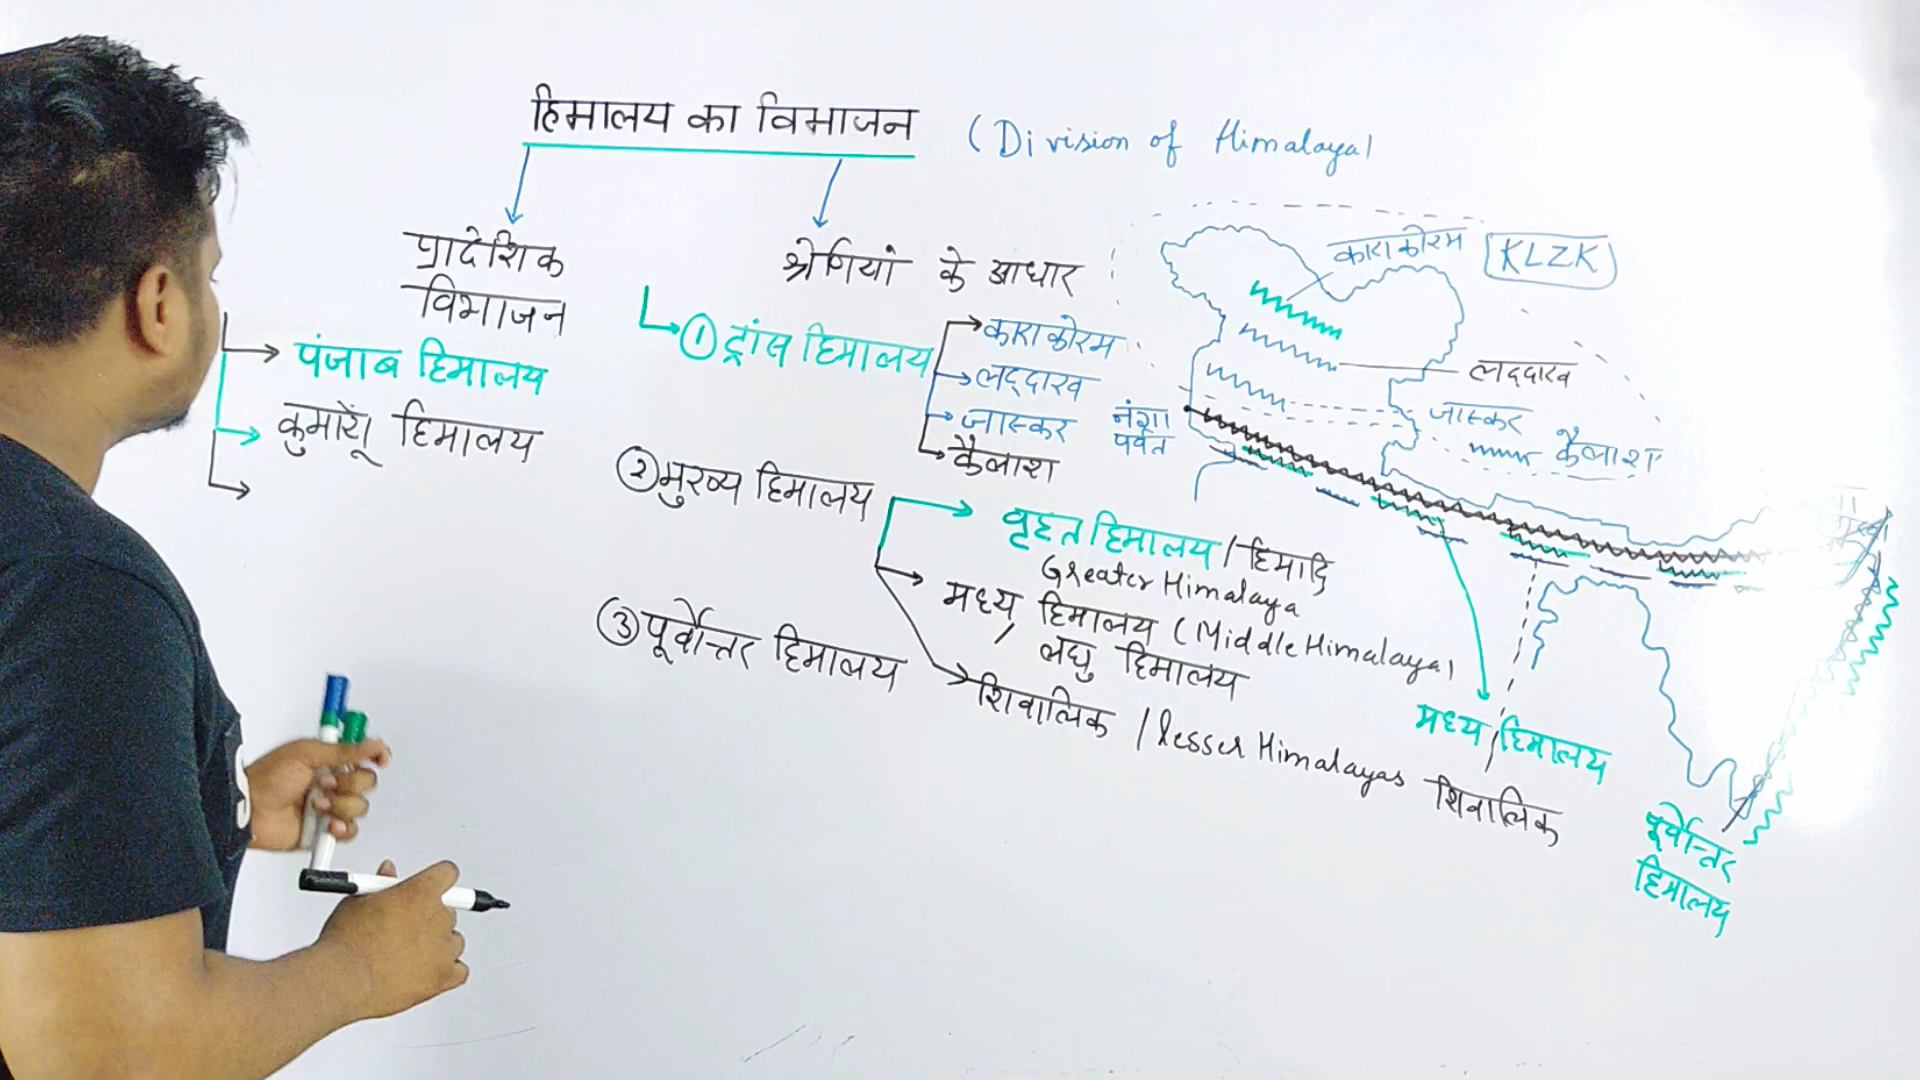 हिमालय का विभाजन (Division of Himalaya)
प्रादेशिक
विभाजन
पंजाब हिमालय
कुमायूं हिमालय
श्रेणियां के आधार
① ट्रांस हिमालय
काराकोरम
लद्दाख
जास्कर
कैलाश
② मुख्य हिमालय
वृहत हिमालय / हिमाद्रि
Greater Himalaya
मध्य हिमालय (Middle Himalaya)
लघु हिमालय
शिवालिक / lesser Himalayas
③ पूर्वोत्तर हिमालय
काराकोरम KLZK
लद्दाख
जास्कर
कैलाश
नंगा
पर्वत
मध्य हिमालय
शिवालिक
पूर्वोत्तर
हिमालय